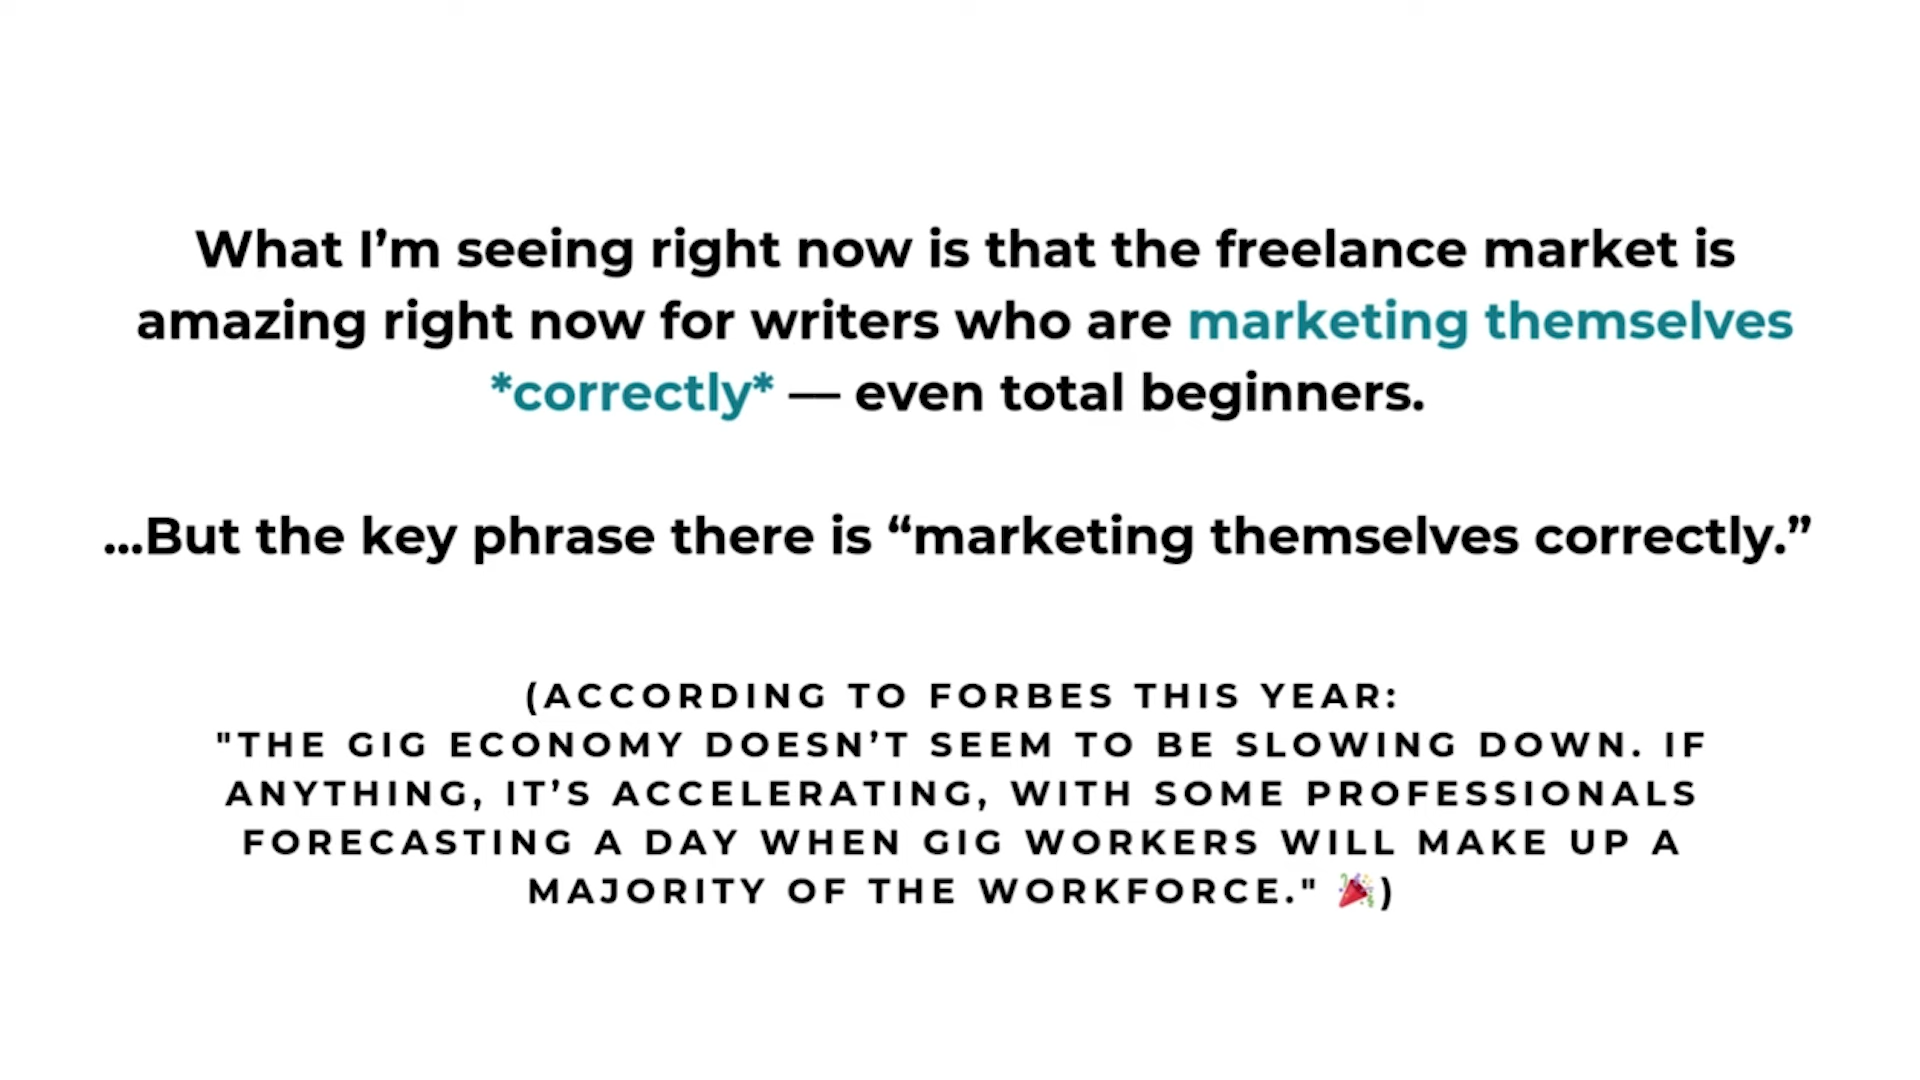 What I’m seeing right now is that the freelance market is
amazing right now for writers who are marketing themselves
*correctly* — even total beginners.
...But the key phrase there is “marketing themselves correctly.”
(ACCORDING TO FORBES THIS YEAR:
"THE GIG ECONOMY DOESN’T SEEM TO BE SLOWING DOWN. IF
ANYTHING, IT’S ACCELERATING, WITH SOME PROFESSIONALS
FORECASTING A DAY WHEN GIG WORKERS WILL MAKE UP A
MAJORITY OF THE WORKFORCE." 🎉)